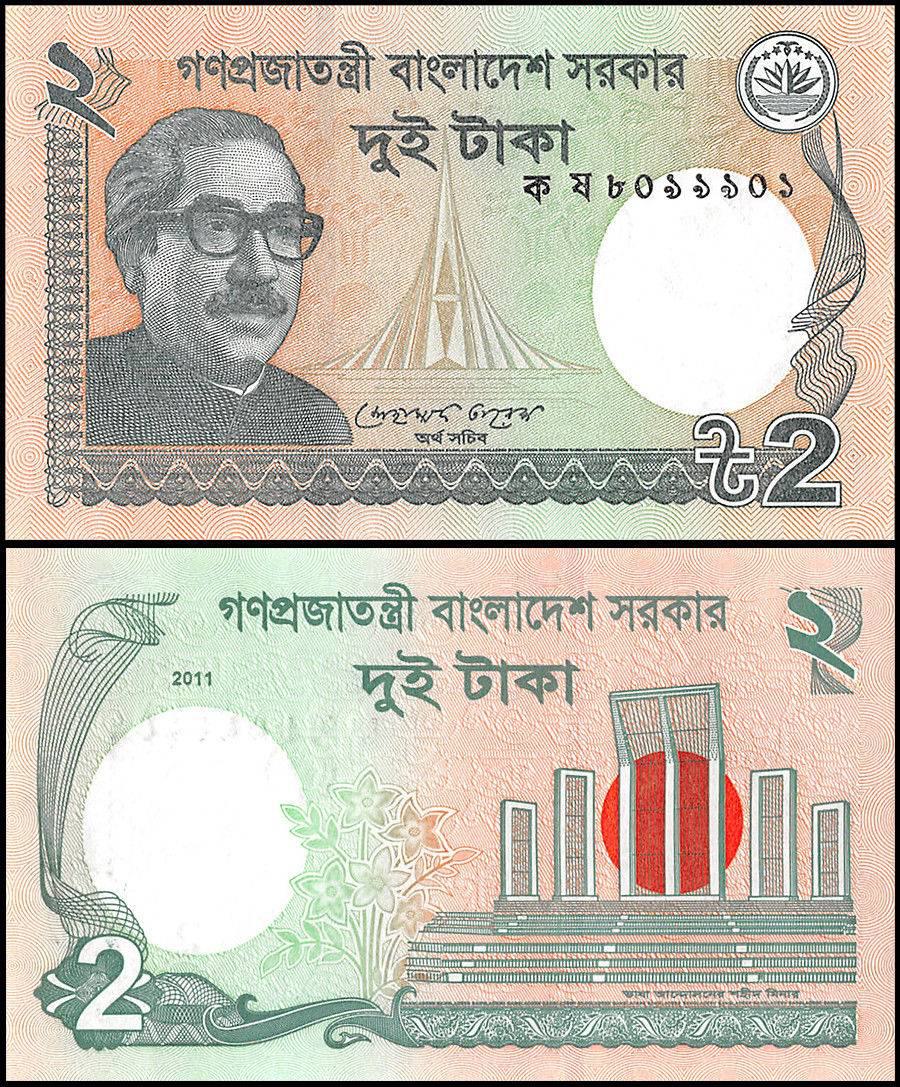 ২
গণপ্রজাতন্ত্রী বাংলাদেশ সরকার
দুই টাকা
ক ষ ৮০৯৯৯০১
অর্থ সচিব
৳2
গণপ্রজাতন্ত্রী বাংলাদেশ সরকার
২
দুই টাকা
2011
2
ভাষা আন্দোলনের শহীদ মিনার